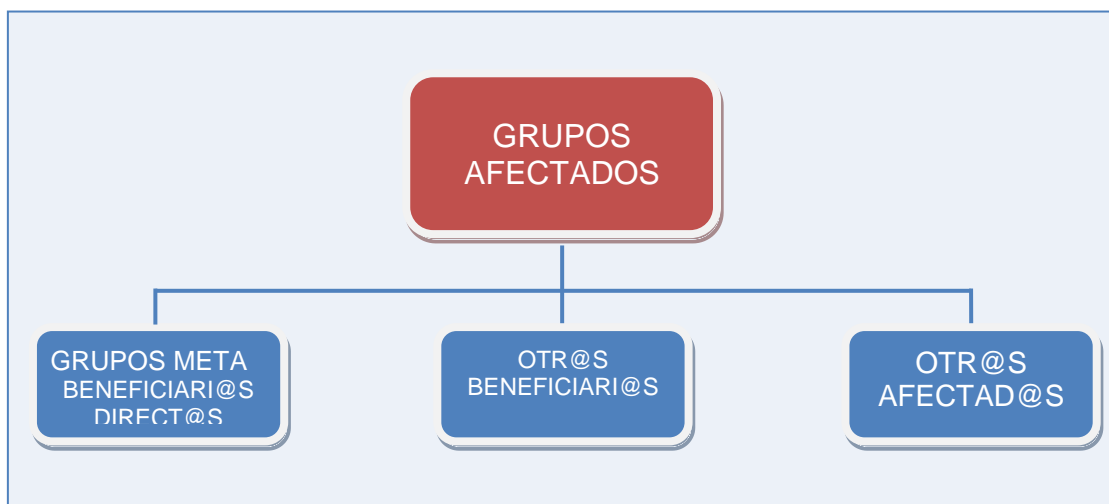 GRUPOS
AFECTADOS
GRUPOS META
BENEFICIARI@S
DIRECT@S
OTR@S
BENEFICIARI@S
OTR@S
AFECTAD@S